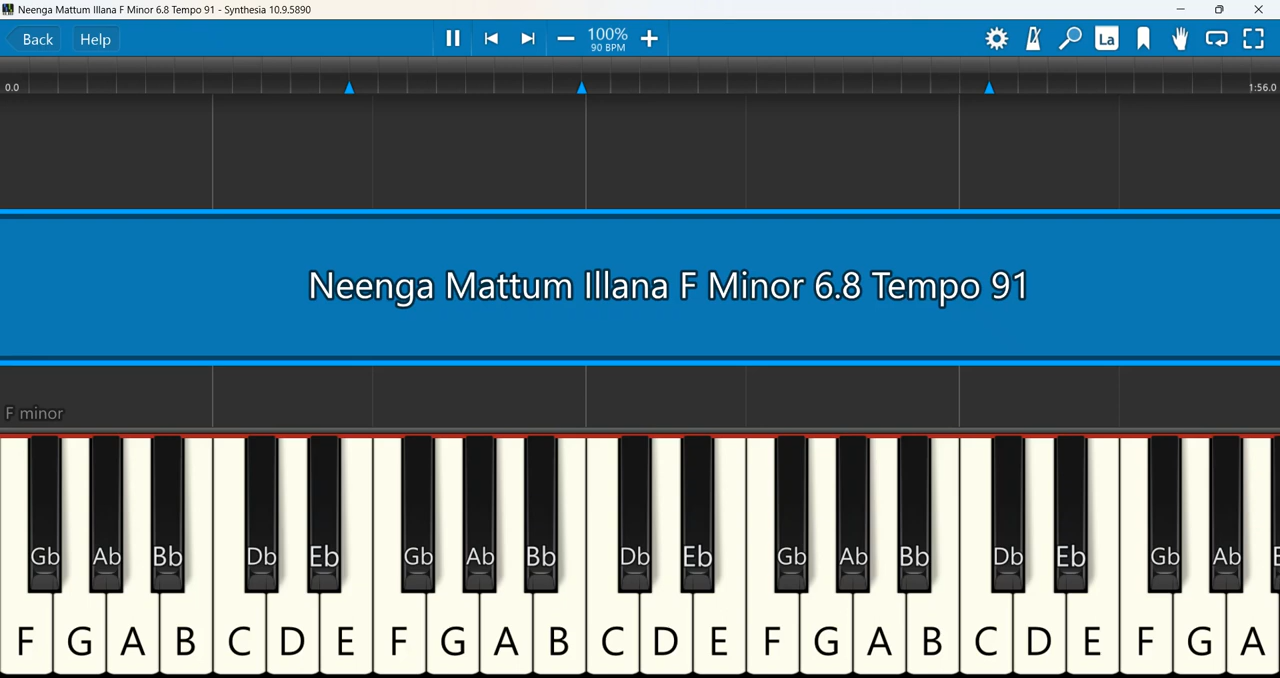 Neenga Mattum Illana F Minor 6.8 Tempo 91 - Synthesia 10.9.5890
Back Help 100% La
90 BPM
0.0 1:56.0
Neenga Mattum Illana F Minor 6.8 Tempo 91
F minor
Gb Ab Bb Db Eb Gb Ab Bb Db Eb Gb Ab Bb Db Eb Gb Ab
F G A B C D E F G A B C D E F G A B C D E F G A